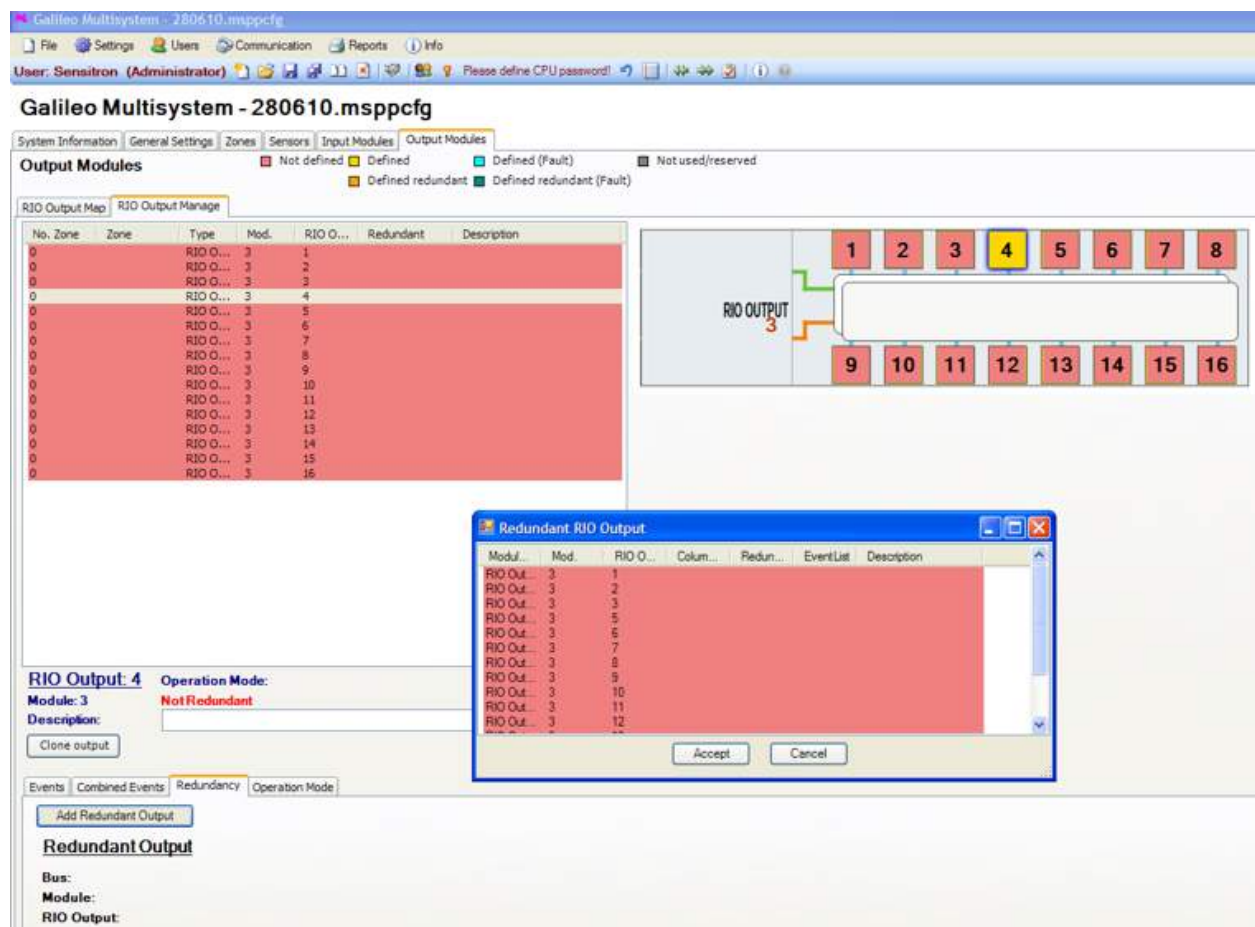 Galileo Multisystem - 280610.msppcfg
File Settings Users Communication Reports Info
User: Sensitron (Administrator) Please define CPU password!
Galileo Multisystem - 280610.msppcfg
System Information General Settings Zones Sensors Input Modules Output Modules
Output Modules Not defined Defined Defined (Fault) Not used/reserved
Defined redundant Defined redundant (Fault)
RIO Output Map RIO Output Manage
No. Zone Zone Type Mod. RIO O... Redundant Description
0 RIO O... 3 1
0 RIO O... 3 2
0 RIO O... 3 3
0 RIO O... 3 4
0 RIO O... 3 5
0 RIO O... 3 6
0 RIO O... 3 7
0 RIO O... 3 8
0 RIO O... 3 9
0 RIO O... 3 10
0 RIO O... 3 11
0 RIO O... 3 12
0 RIO O... 3 13
0 RIO O... 3 14
0 RIO O... 3 15
0 RIO O... 3 16
1 2 3 4 5 6 7 8
RIO OUTPUT
3
9 10 11 12 13 14 15 16
Redundant RIO Output
Modul... Mod. RIO O... Colum... Redun... EventList Description
RIO Out... 3 1
RIO Out... 3 2
RIO Out... 3 3
RIO Out... 3 5
RIO Out... 3 6
RIO Out... 3 7
RIO Out... 3 8
RIO Out... 3 9
RIO Out... 3 10
RIO Out... 3 11
RIO Out... 3 12
Accept Cancel
RIO Output: 4 Operation Mode:
Module: 3 Not Redundant
Description:
Clone output
Events Combined Events Redundancy Operation Mode
Add Redundant Output
Redundant Output
Bus:
Module:
RIO Output: